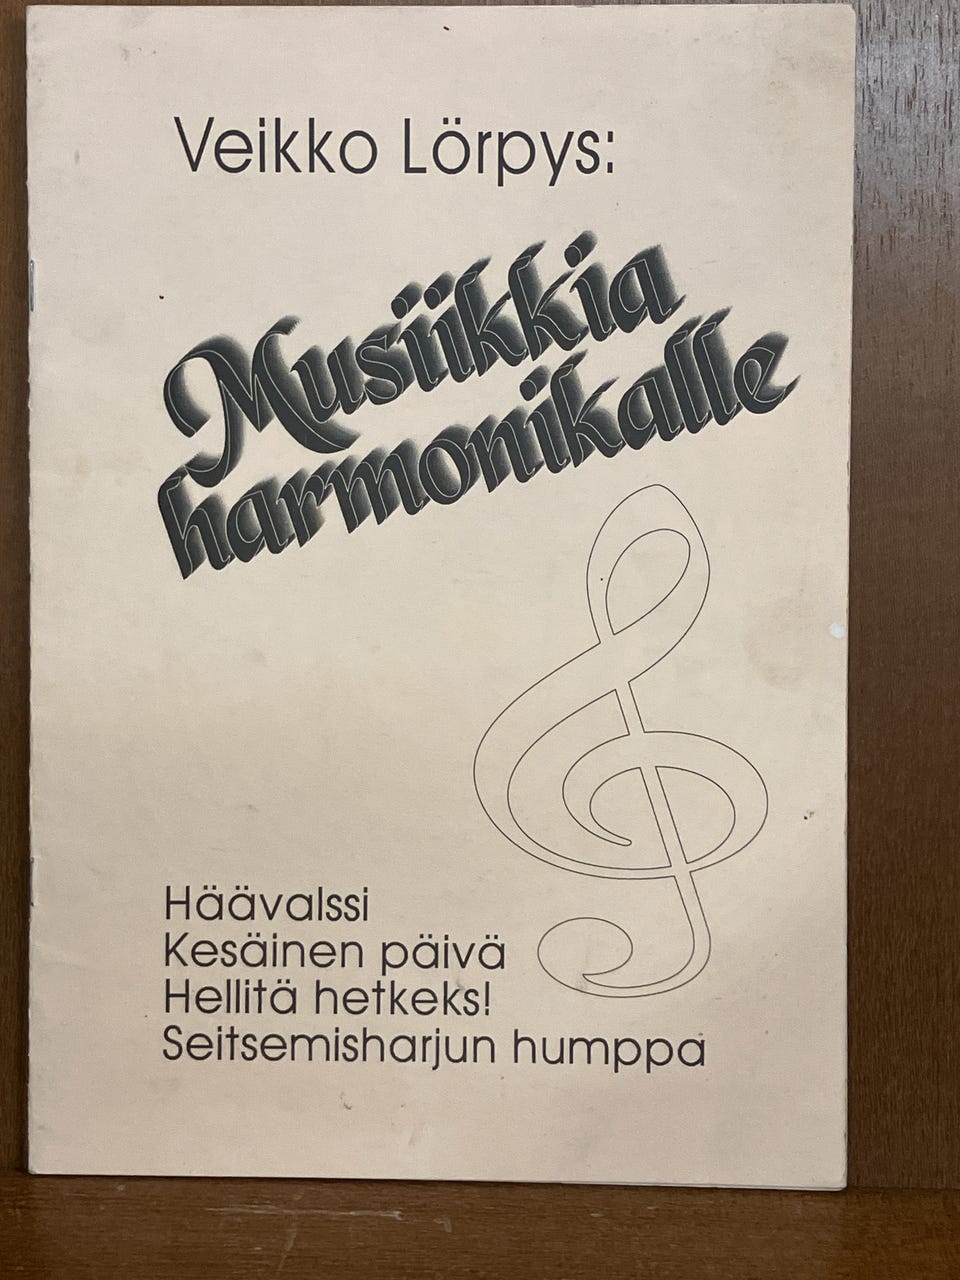 Veikko Lörpys:
Musiikkia
harmonikalle
Häävalssi
Kesäinen päivä
Hellitä hetkeks!
Seitsemisharjun humppa